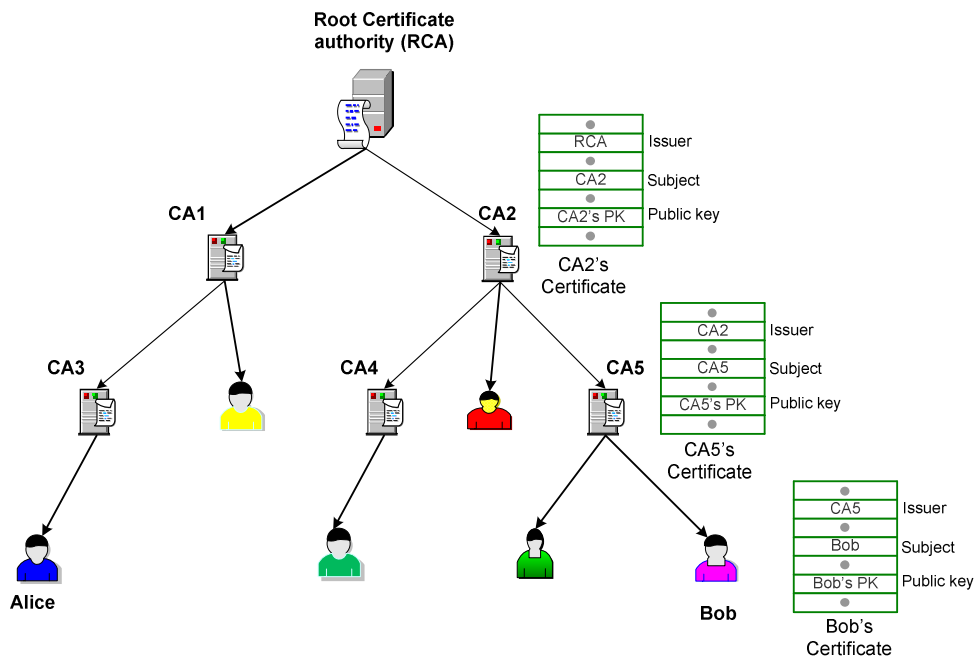 Root Certificate
authority (RCA)
RCA
Issuer
CA2
Subject
CA2's PK
Public key
CA2's
Certificate
CA1
CA2
CA2
Issuer
CA5
Subject
CA5's PK
Public key
CA5's
Certificate
CA3
CA4
CA5
CA5
Issuer
Bob
Subject
Bob's PK
Public key
Bob's
Certificate
Alice
Bob